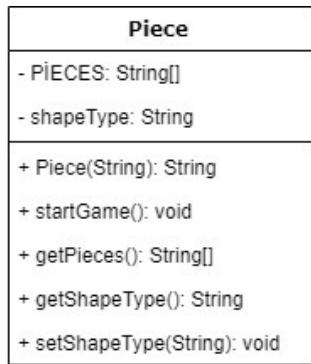 Piece
- PİECES: String[]
- shapeType: String
+ Piece(String): String
+ startGame(): void
+ getPieces(): String[]
+ getShapeType(): String
+ setShapeType(String): void